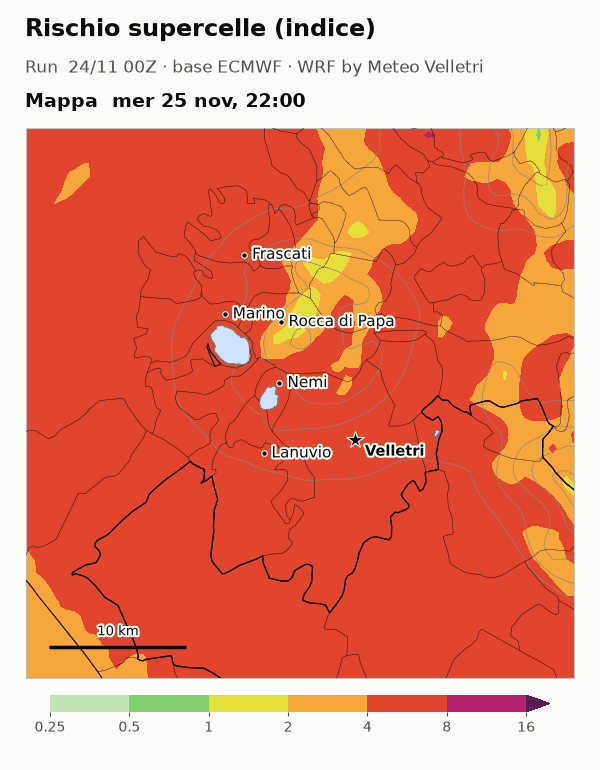 Rischio supercelle (indice)
Run  24/11 00Z · base ECMWF · WRF by Meteo Velletri
Mappa  mer 25 nov, 22:00
Frascati
Marino
Rocca di Papa
Nemi
Velletri
Lanuvio
10 km
0.25 0.5 1 2 4 8 16